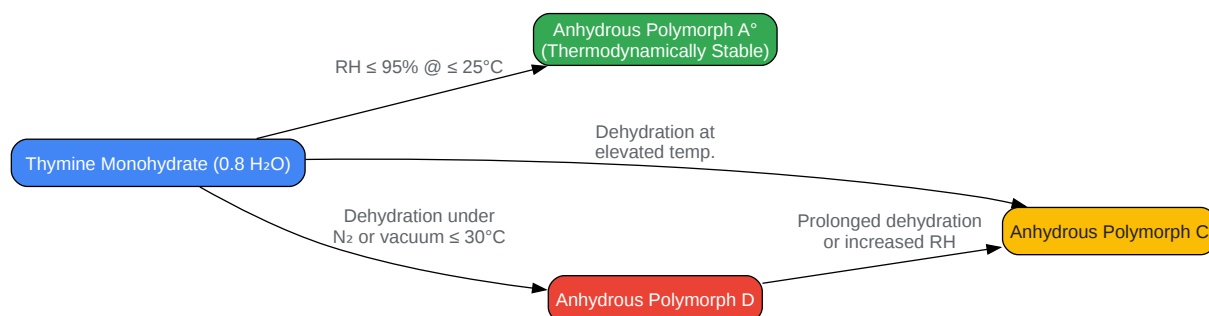 Anhydrous Polymorph A°
(Thermodynamically Stable)
RH ≤ 95% @ ≤ 25°C
Dehydration at
elevated temp.
Thymine Monohydrate (0.8 H₂O)
Dehydration under
N₂ or vacuum ≤ 30°C
Prolonged dehydration
or increased RH
Anhydrous Polymorph C
Anhydrous Polymorph D